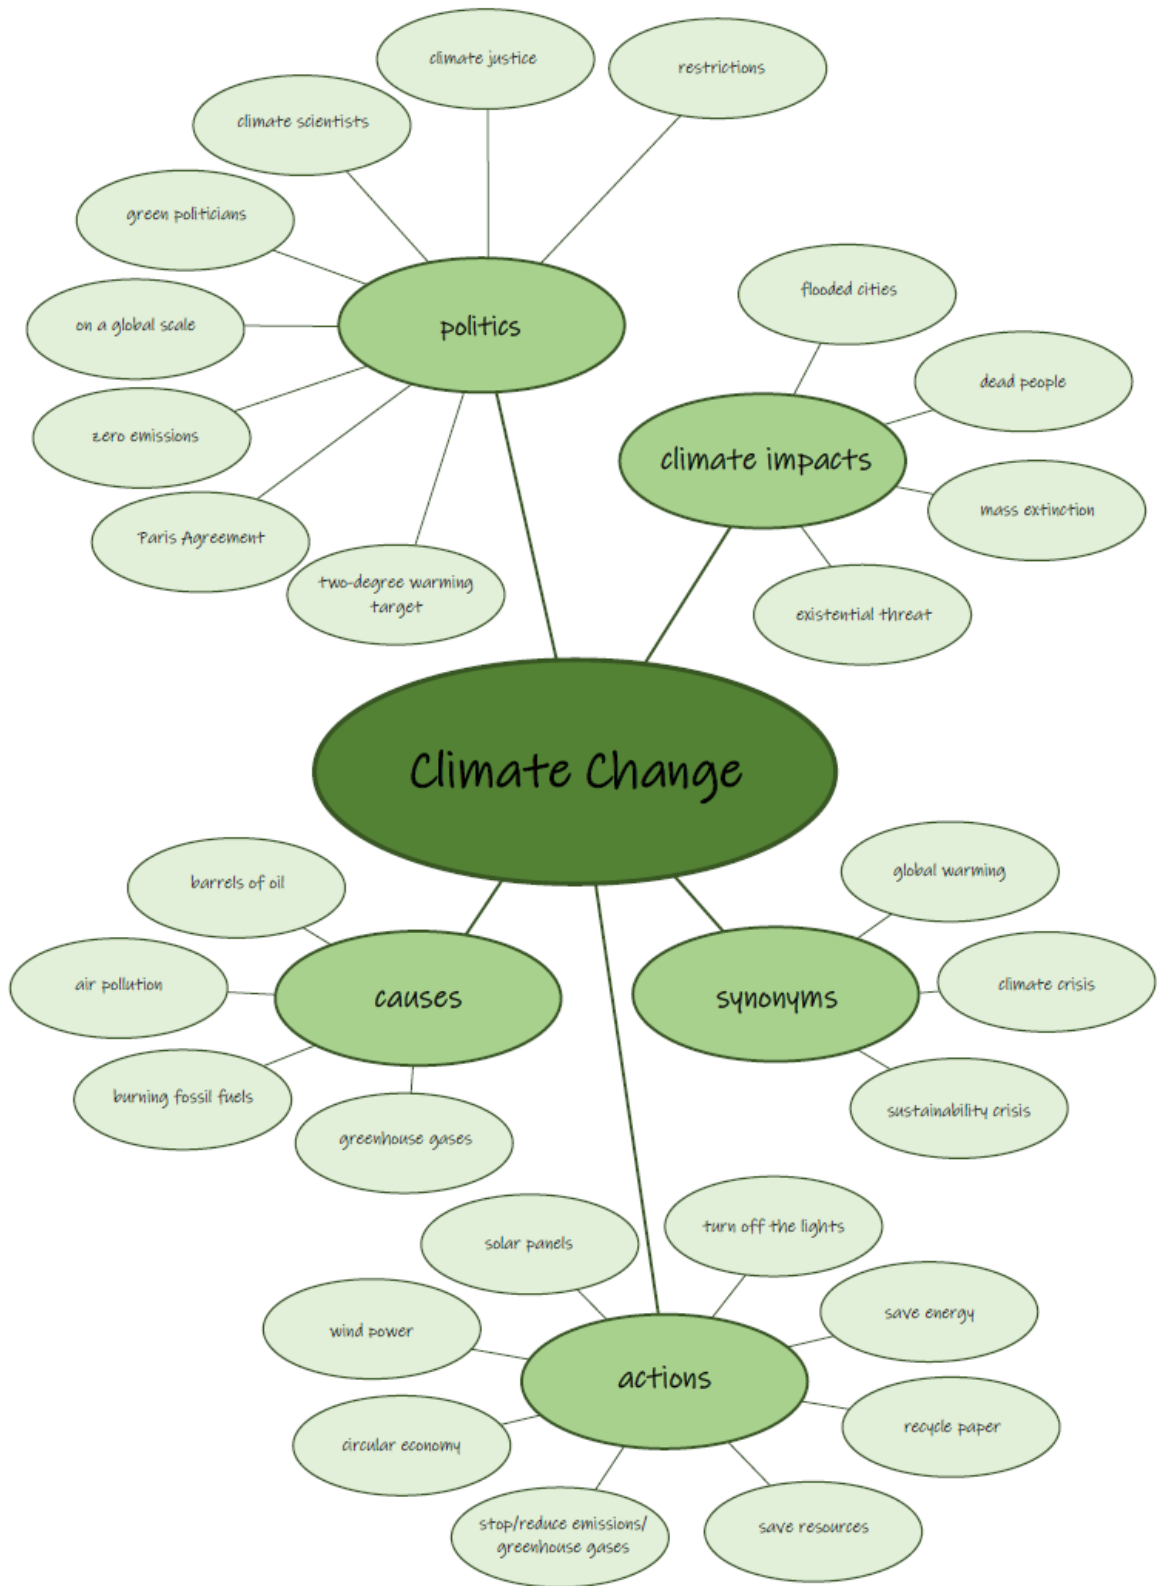 climate justice
restrictions
climate scientists
green politicians
on a global scale
politics
zero emissions
Paris Agreement
two-degree warming
target
flooded cities
dead people
climate impacts
mass extinction
existential threat
Climate Change
barrels of oil
air pollution
causes
burning fossil fuels
greenhouse gases
global warming
climate crisis
synonyms
sustainability crisis
solar panels
turn off the lights
wind power
save energy
actions
circular economy
recycle paper
stop/reduce emissions/
greenhouse gases
save resources